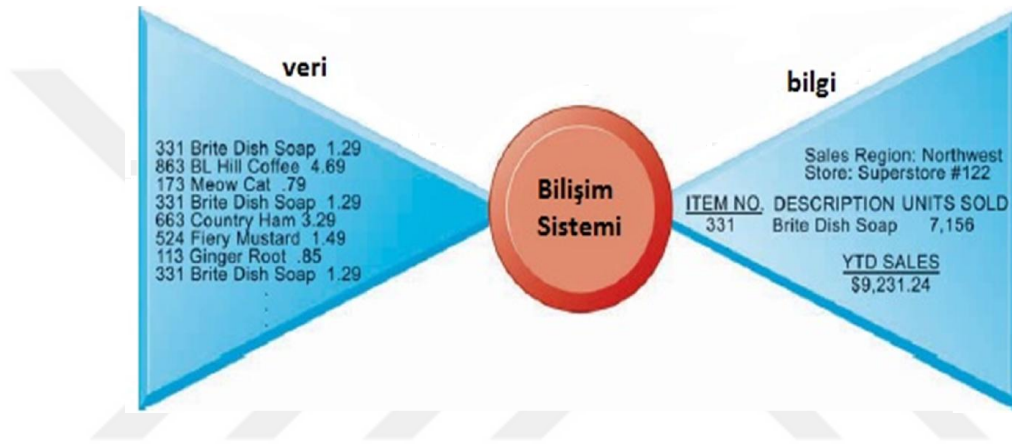 veri
331 Brite Dish Soap 1.29
863 BL Hill Coffee 4.69
173 Meow Cat .79
331 Brite Dish Soap 1.29
663 Country Ham 3.29
524 Fiery Mustard 1.49
113 Ginger Root .85
331 Brite Dish Soap 1.29
Bilişim
Sistemi
bilgi
Sales Region: Northwest
Store: Superstore #122
ITEM NO. DESCRIPTION UNITS SOLD
331 Brite Dish Soap 7,156
YTD SALES
$9,231.24